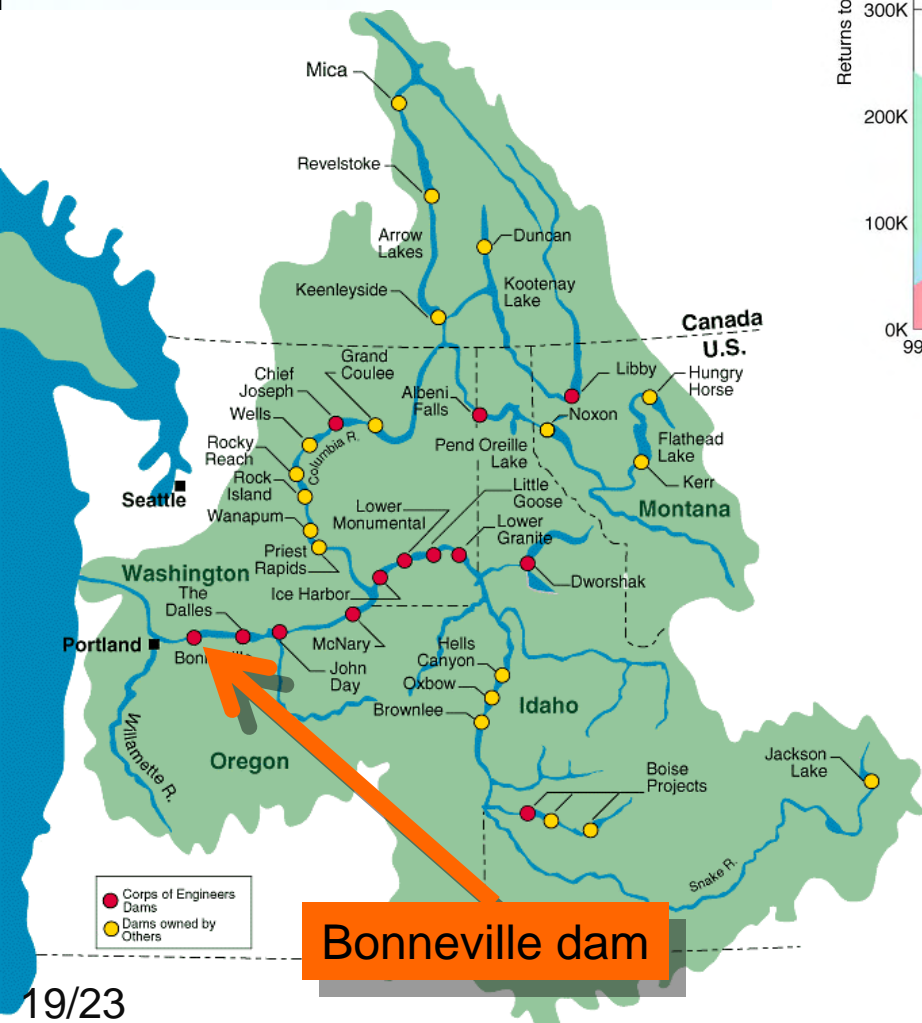 Returns to
300K
200K
100K
0K
99
Mica
Revelstoke
Arrow
Lakes
Duncan
Kootenay
Lake
Keenleyside
Canada
U.S.
Grand
Coulee
Chief
Joseph
Wells
Rocky
Reach
Rock
Island
Wanapum
Priest
Rapids
Columbia R.
Albeni
Falls
Libby
Hungry
Horse
Noxon
Pend Oreille
Lake
Flathead
Lake
Kerr
Montana
Seattle
Lower
Monumental
Little
Goose
Lower
Granite
Dworshak
Washington
Ice Harbor
The
Dalles
Portland
McNary
John
Day
Hells
Canyon
Oxbow
Brownlee
Idaho
Willamette R.
Oregon
Boise
Projects
Jackson
Lake
Snake R.
Corps of Engineers
Dams
Dams owned by
Others
Bonneville dam
19/23